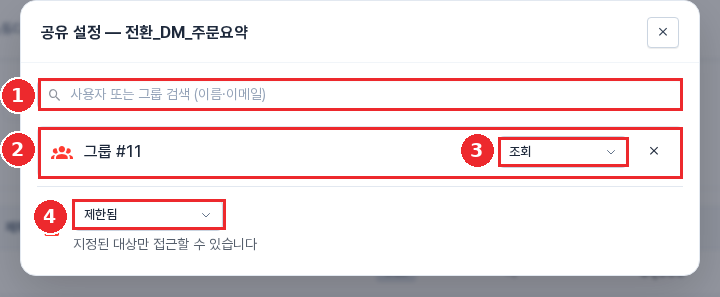 공유 설정 — 전환_DM_주문요약
1 사용자 또는 그룹 검색 (이름·이메일)
2 그룹 #11 3 조회
4 제한됨
지정된 대상만 접근할 수 있습니다